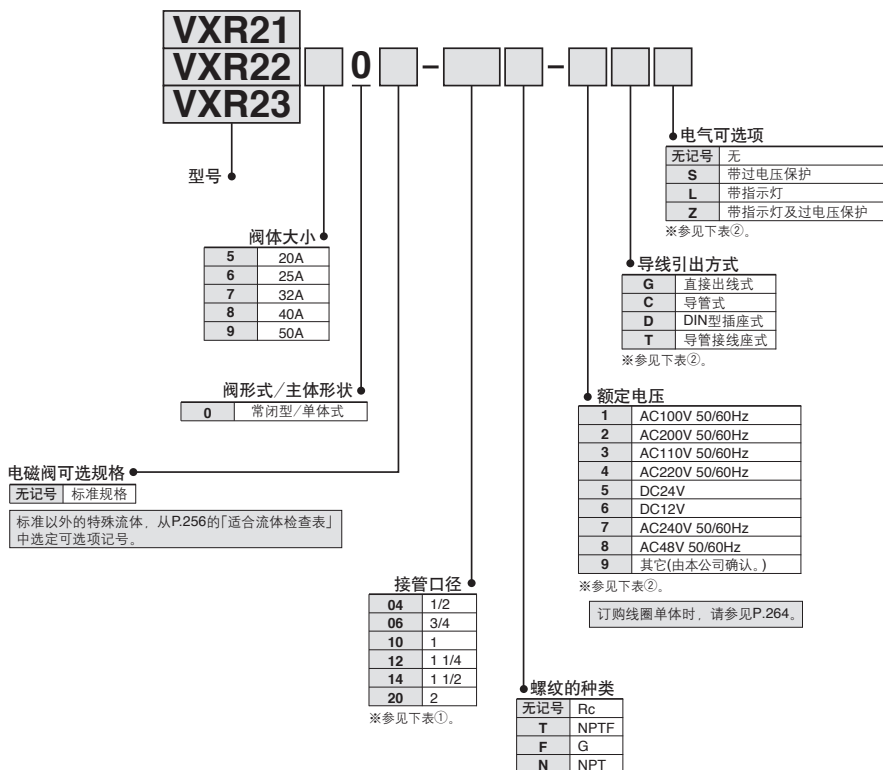 VXR21
VXR22
VXR23
0 – –
型号
电气可选项
无记号 无
S 带过电压保护
L 带指示灯
Z 带指示灯及过电压保护
※参见下表②。
阀体大小
5 20A
6 25A
7 32A
8 40A
9 50A
导线引出方式
G 直接出线式
C 导管式
D DIN型插座式
T 导管接线座式
※参见下表②。
阀形式/主体形状
0 常闭型/单体式
额定电压
1 AC100V 50/60Hz
2 AC200V 50/60Hz
3 AC110V 50/60Hz
4 AC220V 50/60Hz
5 DC24V
6 DC12V
7 AC240V 50/60Hz
8 AC48V 50/60Hz
9 其它(由本公司确认。)
※参见下表②。
订购线圈单体时，请参见P.264。
电磁阀可选规格
无记号 标准规格
标准以外的特殊流体，从P.256的「适合流体检查表」
中选定可选项记号。
接管口径
04 1/2
06 3/4
10 1
12 1 1/4
14 1 1/2
20 2
※参见下表①。
螺纹的种类
无记号 Rc
T NPTF
F G
N NPT